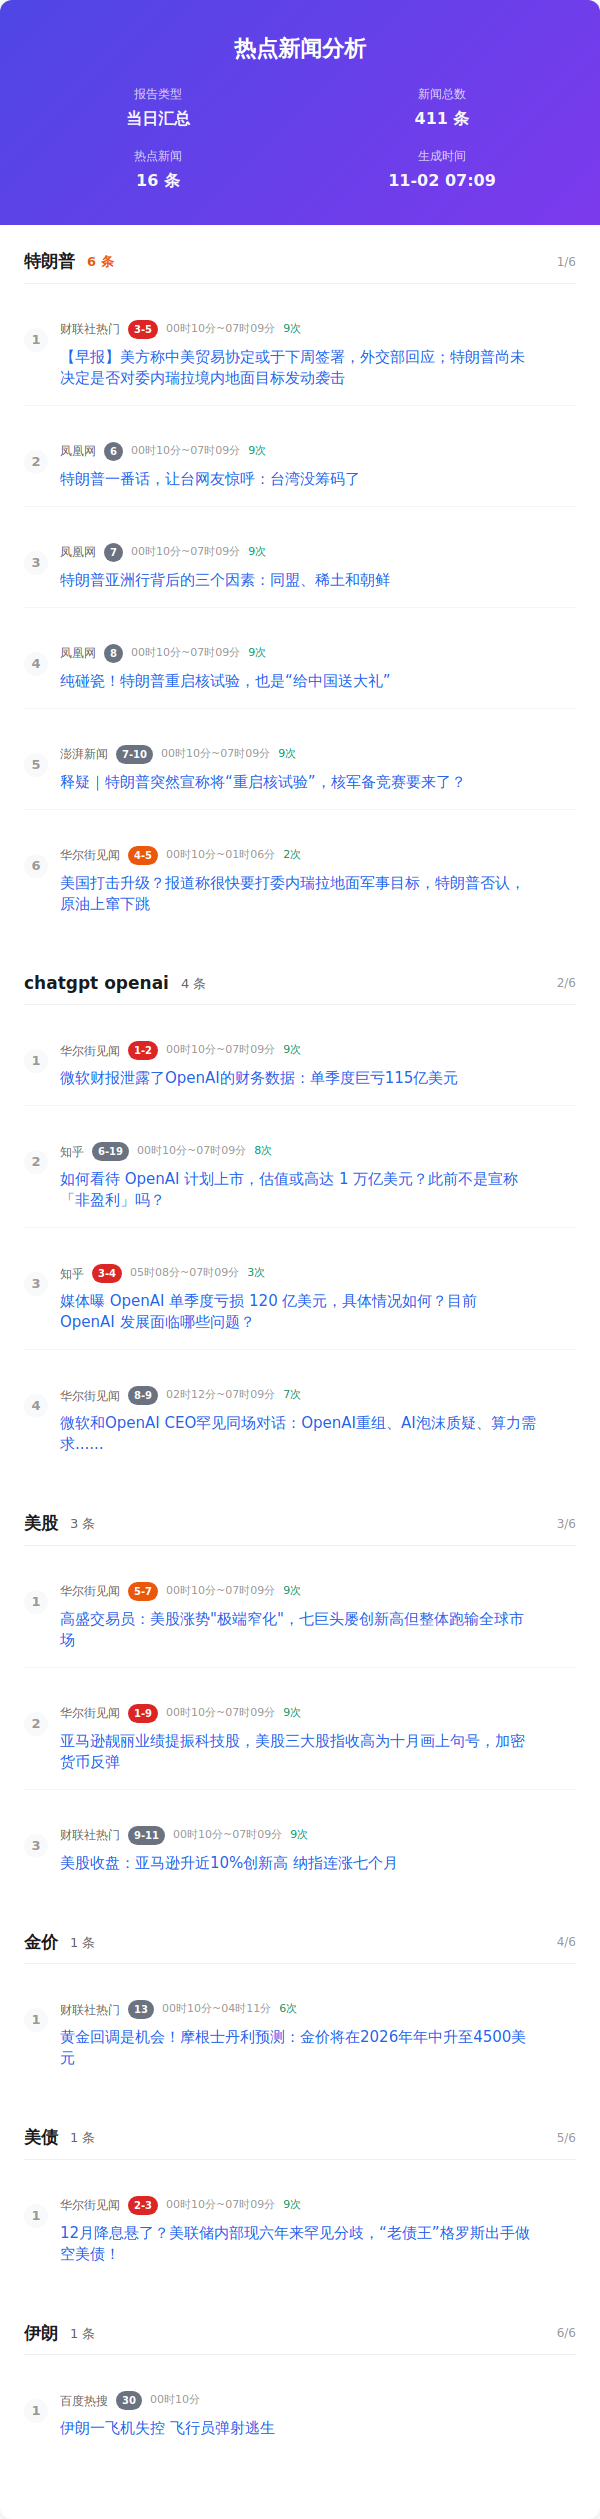 热点新闻分析
报告类型
当日汇总
新闻总数
411 条
热点新闻
16 条
生成时间
11-02 07:09
特朗普 6 条 1/6
1
财联社热门 3-5 00时10分~07时09分 9次
【早报】美方称中美贸易协定或于下周签署，外交部回应；特朗普尚未
决定是否对委内瑞拉境内地面目标发动袭击
2
凤凰网 6 00时10分~07时09分 9次
特朗普一番话，让台网友惊呼：台湾没筹码了
3
凤凰网 7 00时10分~07时09分 9次
特朗普亚洲行背后的三个因素：同盟、稀土和朝鲜
4
凤凰网 8 00时10分~07时09分 9次
纯碰瓷！特朗普重启核试验，也是“给中国送大礼”
5
澎湃新闻 7-10 00时10分~07时09分 9次
释疑｜特朗普突然宣称将“重启核试验”，核军备竞赛要来了？
6
华尔街见闻 4-5 00时10分~01时06分 2次
美国打击升级？报道称很快要打委内瑞拉地面军事目标，特朗普否认，
原油上窜下跳
chatgpt openai 4 条 2/6
1
华尔街见闻 1-2 00时10分~07时09分 9次
微软财报泄露了OpenAI的财务数据：单季度巨亏115亿美元
2
知乎 6-19 00时10分~07时09分 8次
如何看待 OpenAI 计划上市，估值或高达 1 万亿美元？此前不是宣称
「非盈利」吗？
3
知乎 3-4 05时08分~07时09分 3次
媒体曝 OpenAI 单季度亏损 120 亿美元，具体情况如何？目前
OpenAI 发展面临哪些问题？
4
华尔街见闻 8-9 02时12分~07时09分 7次
微软和OpenAI CEO罕见同场对话：OpenAI重组、AI泡沫质疑、算力需
求……
美股 3 条 3/6
1
华尔街见闻 5-7 00时10分~07时09分 9次
高盛交易员：美股涨势"极端窄化"，七巨头屡创新高但整体跑输全球市
场
2
华尔街见闻 1-9 00时10分~07时09分 9次
亚马逊靓丽业绩提振科技股，美股三大股指收高为十月画上句号，加密
货币反弹
3
财联社热门 9-11 00时10分~07时09分 9次
美股收盘：亚马逊升近10%创新高 纳指连涨七个月
金价 1 条 4/6
1
财联社热门 13 00时10分~04时11分 6次
黄金回调是机会！摩根士丹利预测：金价将在2026年年中升至4500美
元
美债 1 条 5/6
1
华尔街见闻 2-3 00时10分~07时09分 9次
12月降息悬了？美联储内部现六年来罕见分歧，“老债王”格罗斯出手做
空美债！
伊朗 1 条 6/6
1
百度热搜 30 00时10分
伊朗一飞机失控 飞行员弹射逃生